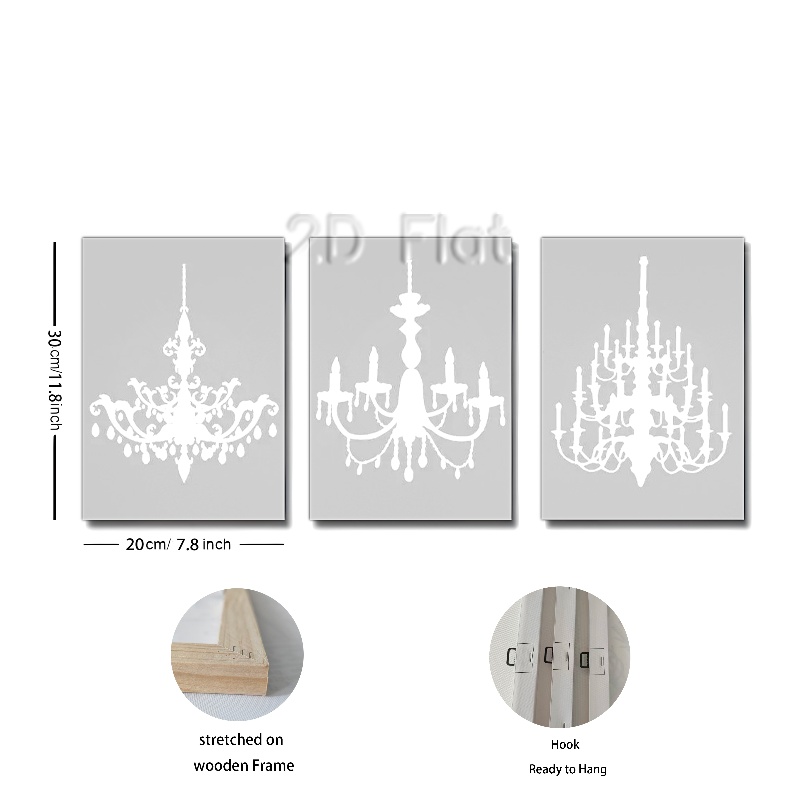 2D Flat
30cm/11.8inch
20cm/ 7.8 inch
stretched on
wooden Frame
Hook
Ready to Hang